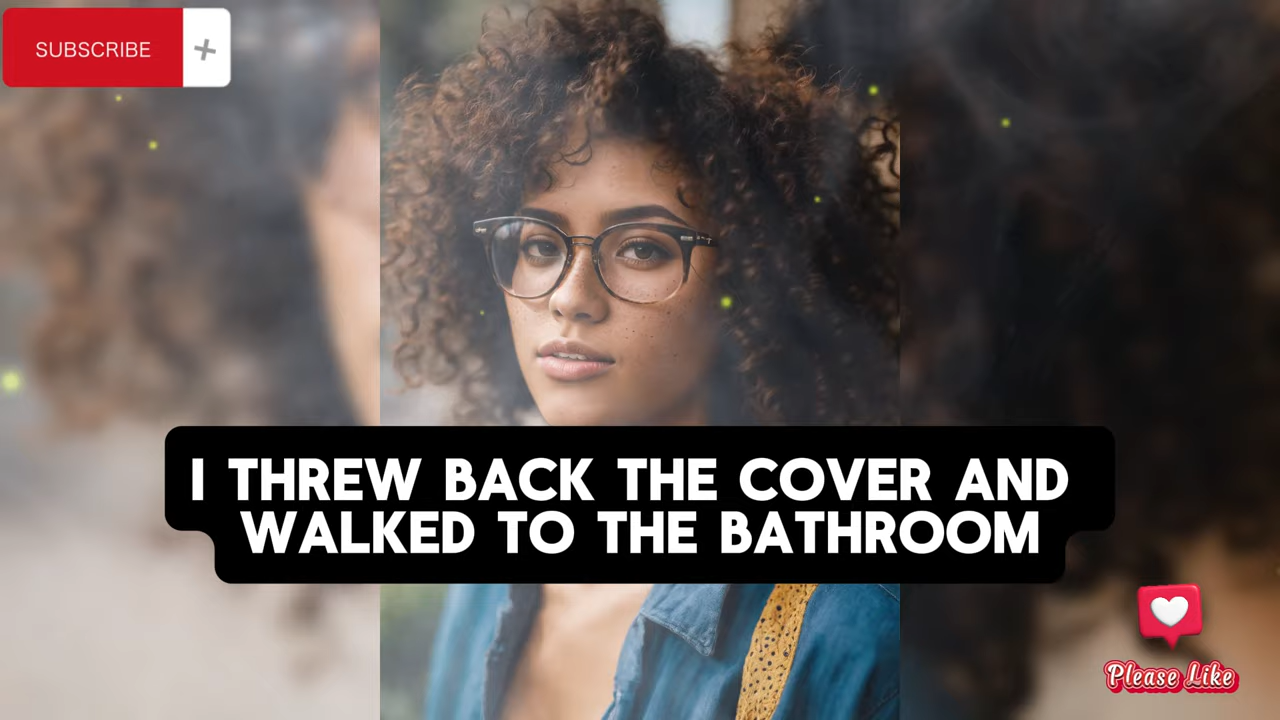 SUBSCRIBE
I THREW BACK THE COVER AND
WALKED TO THE BATHROOM
Please Like